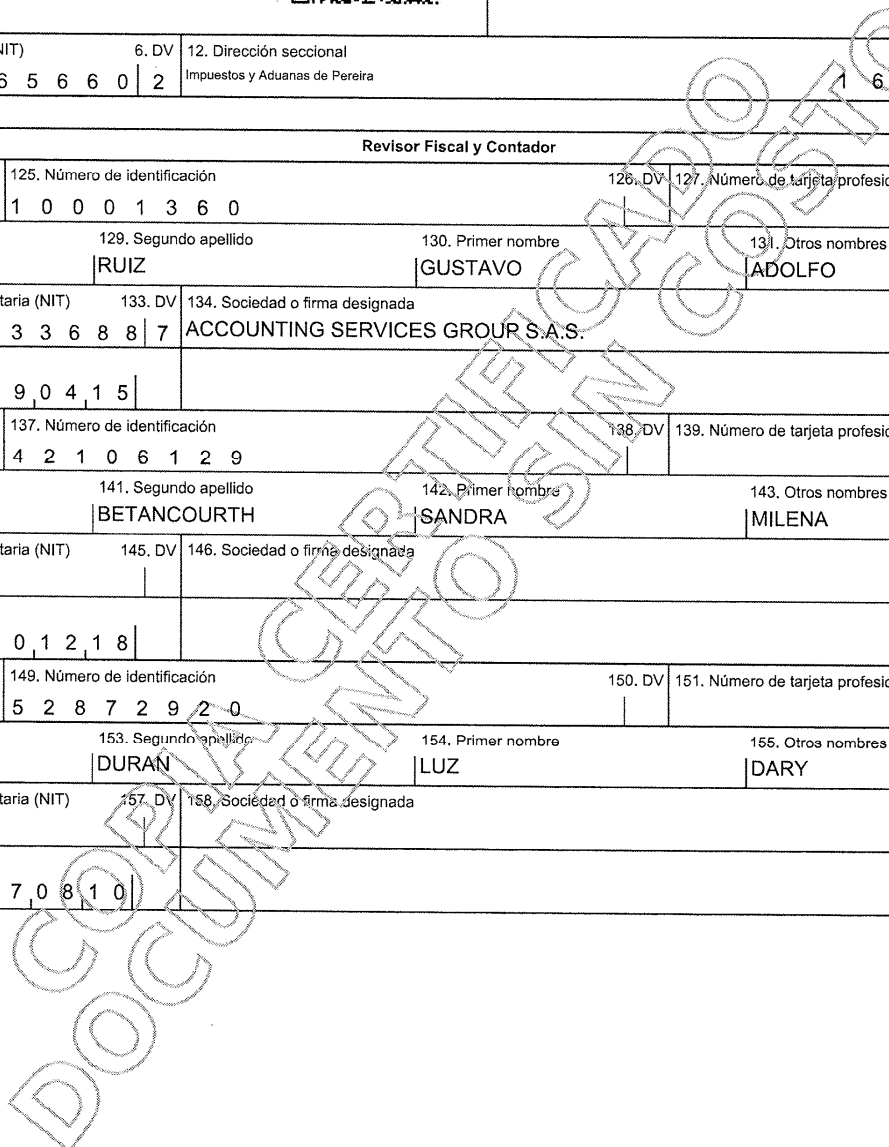 NIT) 6. DV 12. Dirección seccional
6 5 6 6 0 2 Impuestos y Aduanas de Pereira 1 6
Revisor Fiscal y Contador
125. Número de identificación 126. DV 127. Número de tarjeta profesio
1 0 0 0 1 3 6 0
129. Segundo apellido 130. Primer nombre 131. Otros nombres
RUIZ GUSTAVO ADOLFO
taria (NIT) 133. DV 134. Sociedad o firma designada
3 3 6 8 8 7 ACCOUNTING SERVICES GROUP S.A.S.
9 0 4 1 5
137. Número de identificación 138. DV 139. Número de tarjeta profesio
4 2 1 0 6 1 2 9
141. Segundo apellido 142. Primer nombre 143. Otros nombres
BETANCOURTH SANDRA MILENA
taria (NIT) 145. DV 146. Sociedad o firma designada
0 1 2 1 8
149. Número de identificación 150. DV 151. Número de tarjeta profesio
5 2 8 7 2 9 2 0
153. Segundo apellido 154. Primer nombre 155. Otros nombres
DURAN LUZ DARY
taria (NIT) 157. DV 158. Sociedad o firma designada
7 0 8 1 0
COPIA CERTIFICADO
DOCUMENTO SIN COSTO